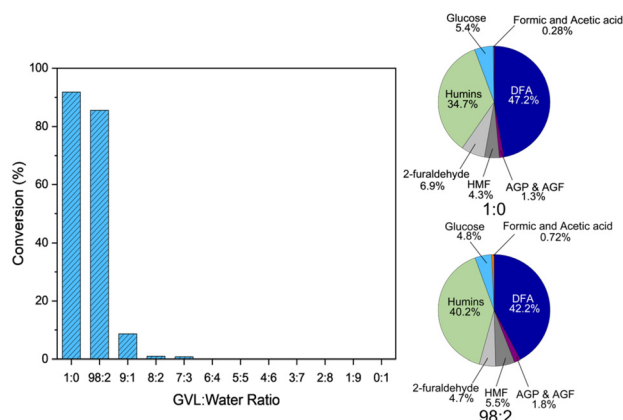 Conversion (%)
100
80
60
40
20
0
1:0 98:2 9:1 8:2 7:3 6:4 5:5 4:6 3:7 2:8 1:9 0:1
GVL:Water Ratio
Glucose
5.4%
Formic and Acetic acid
0.28%
DFA
47.2%
Humins
34.7%
2-furaldehyde
6.9%
HMF
4.3%
AGP & AGF
1.3%
1:0
Glucose
4.8%
Formic and Acetic acid
0.72%
DFA
42.2%
Humins
40.2%
2-furaldehyde
4.7%
HMF
5.5%
AGP & AGF
1.8%
98:2